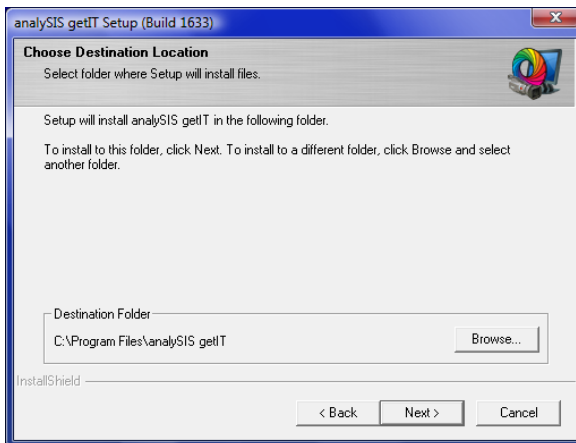 analySIS getIT Setup (Build 1633)
Choose Destination Location
Select folder where Setup will install files.
Setup will install analySIS getIT in the following folder.
To install to this folder, click Next. To install to a different folder, click Browse and select
another folder.
Destination Folder
C:\Program Files\analySIS getIT
Browse...
InstallShield
< Back
Next >
Cancel